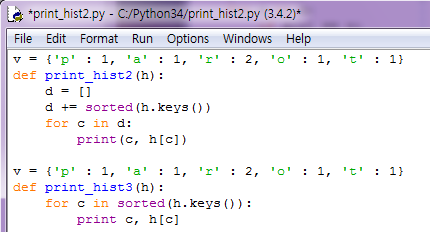 *print_hist2.py - C:/Python34/print_hist2.py (3.4.2)*
File Edit Format Run Options Windows Help
v = {'p' : 1, 'a' : 1, 'r' : 2, 'o' : 1, 't' : 1}
def print_hist2(h):
    d = []
    d += sorted(h.keys())
    for c in d:
        print(c, h[c])

v = {'p' : 1, 'a' : 1, 'r' : 2, 'o' : 1, 't' : 1}
def print_hist3(h):
    for c in sorted(h.keys()):
        print c, h[c]